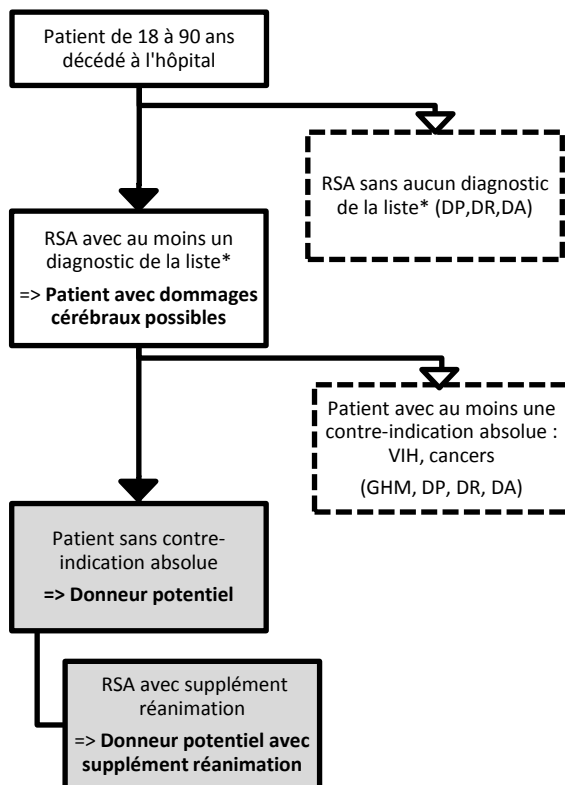 Patient de 18 à 90 ans
décédé à l'hôpital
RSA sans aucun diagnostic
de la liste* (DP,DR,DA)
RSA avec au moins un
diagnostic de la liste*
=> Patient avec dommages
cérébraux possibles
Patient avec au moins une
contre-indication absolue :
VIH, cancers
(GHM, DP, DR, DA)
Patient sans contre-
indication absolue
=> Donneur potentiel
RSA avec supplément
réanimation
=> Donneur potentiel avec
supplément réanimation